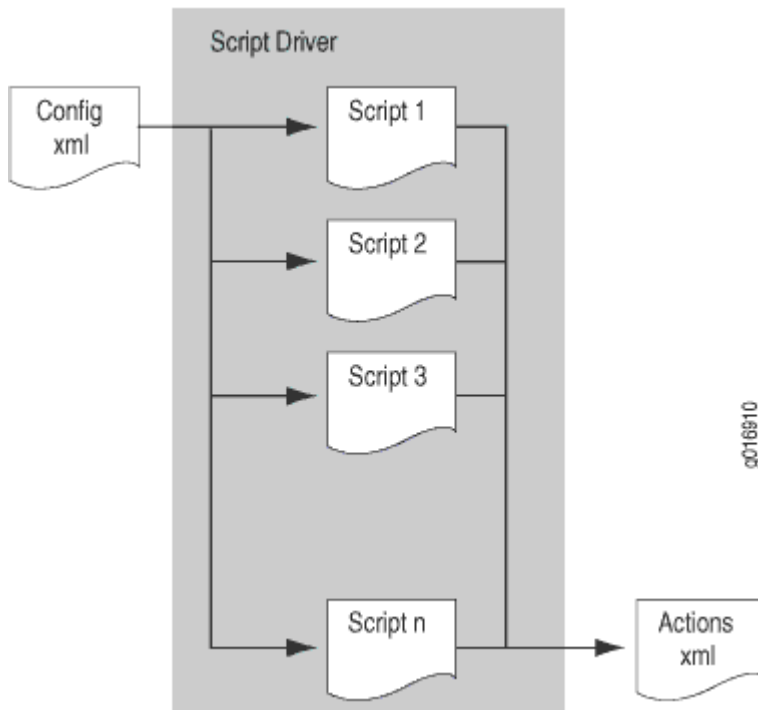 Script Driver
Config
xml
Script 1
Script 2
Script 3
Script n
Actions
xml
g016910